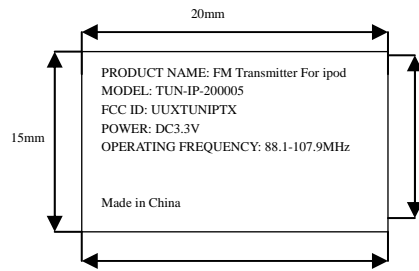 20mm
PRODUCT NAME: FM Transmitter For ipod
MODEL: TUN-IP-200005
FCC ID: UUXTUNIPTX
15mm
POWER: DC3.3V
OPERATING FREQUENCY: 88.1-107.9MHz
Made in China